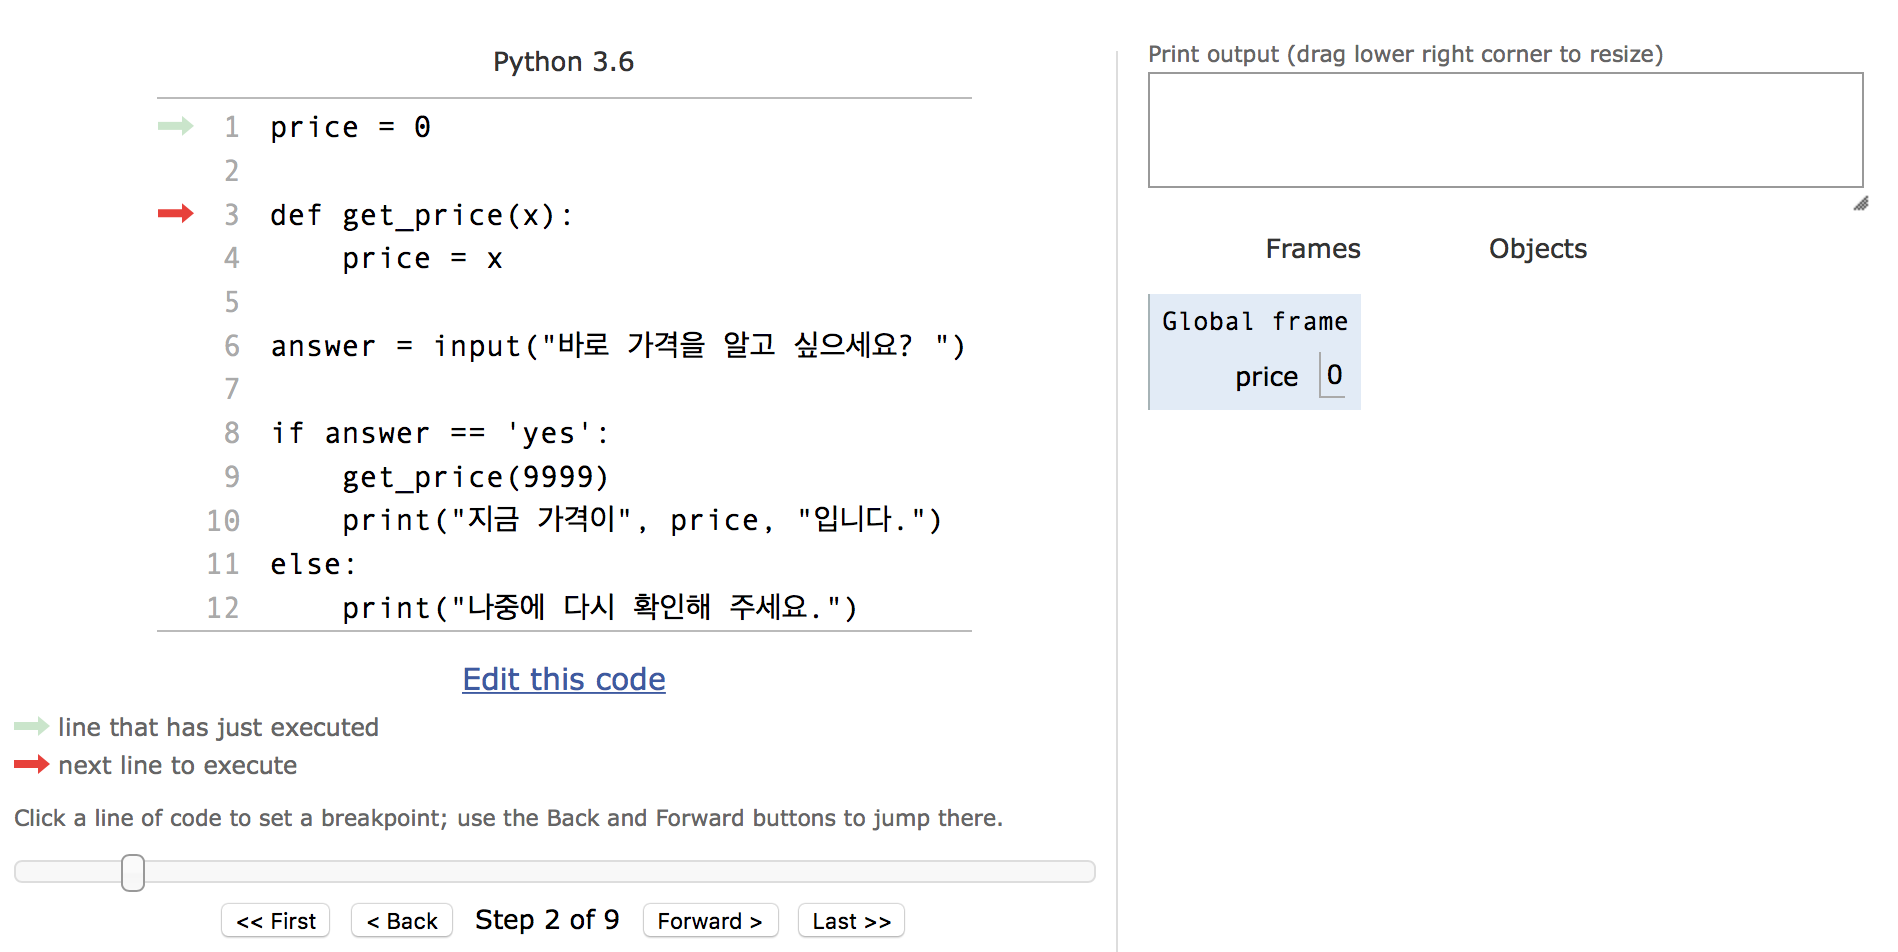 Python 3.6
1 price = 0
2
3 def get_price(x):
4     price = x
5
6 answer = input("바로 가격을 알고 싶으세요? ")
7
8 if answer == 'yes':
9     get_price(9999)
10     print("지금 가격이", price, "입니다.")
11 else:
12     print("나중에 다시 확인해 주세요.")
Edit this code
line that has just executed
next line to execute
Click a line of code to set a breakpoint; use the Back and Forward buttons to jump there.
<< First < Back Step 2 of 9 Forward > Last >>
Print output (drag lower right corner to resize)
Frames Objects
Global frame
price 0